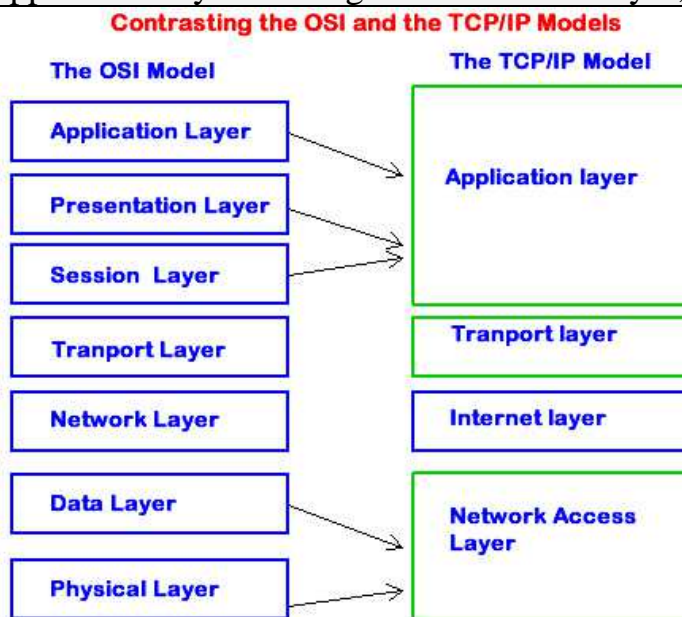 Contrasting the OSI and the TCP/IP Models
The OSI Model
Application Layer
Presentation Layer
Session Layer
Tranport Layer
Network Layer
Data Layer
Physical Layer
The TCP/IP Model
Application layer
Tranport layer
Internet layer
Network Access
Layer